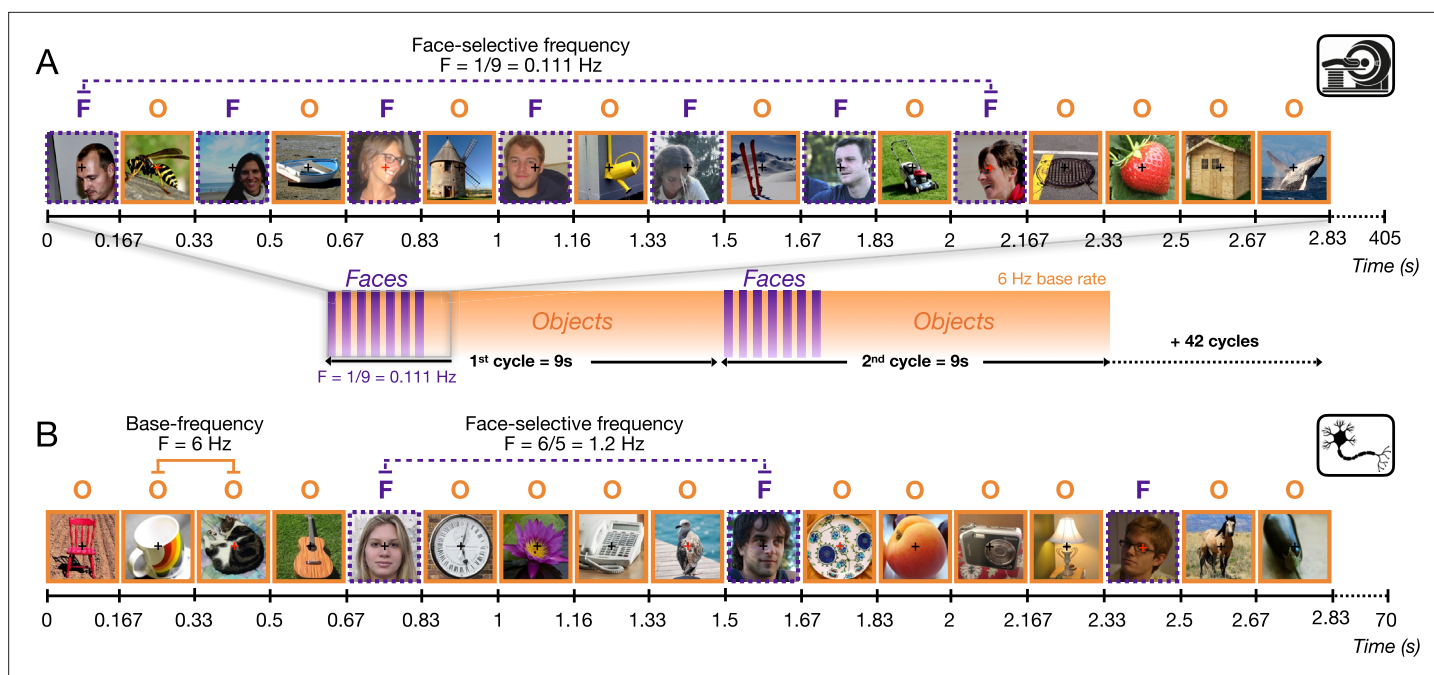 A
Face-selective frequency
F = 1/9 = 0.111 Hz
F O F O F O F O F O F O F O O O O
0 0.167 0.33 0.5 0.67 0.83 1 1.16 1.33 1.5 1.67 1.83 2 2.167 2.33 2.5 2.67 2.83 405
Time (s)
Faces Faces 6 Hz base rate
Objects Objects
1st cycle = 9s 2nd cycle = 9s + 42 cycles
F = 1/9 = 0.111 Hz
B
Base-frequency Face-selective frequency
F = 6 Hz F = 6/5 = 1.2 Hz
O O O O F O O O O F O O O O F O O
0 0.167 0.33 0.5 0.67 0.83 1 1.16 1.33 1.5 1.67 1.83 2 2.167 2.33 2.5 2.67 2.83 70
Time (s)